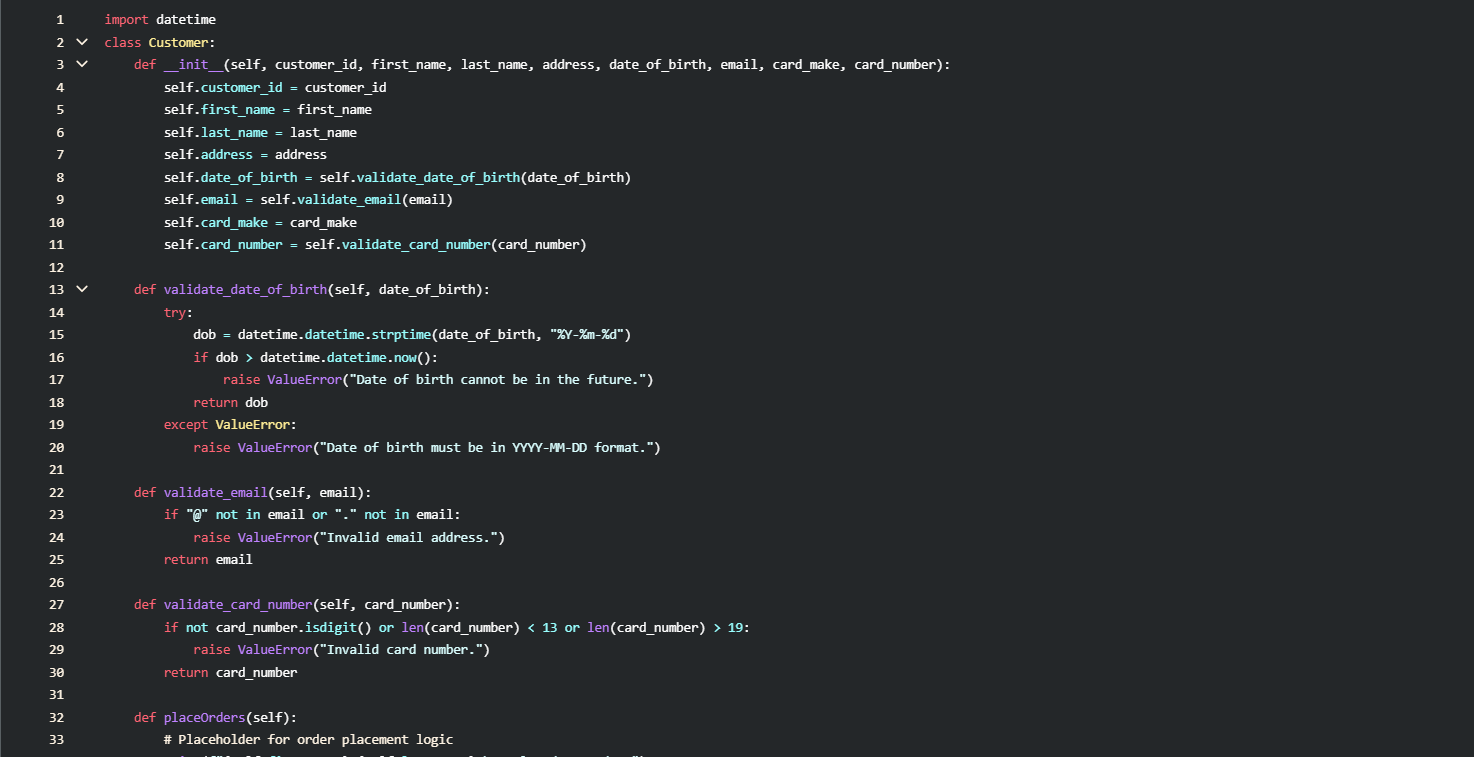 1 import datetime
2 class Customer:
3     def __init__(self, customer_id, first_name, last_name, address, date_of_birth, email, card_make, card_number):
4         self.customer_id = customer_id
5         self.first_name = first_name
6         self.last_name = last_name
7         self.address = address
8         self.date_of_birth = self.validate_date_of_birth(date_of_birth)
9         self.email = self.validate_email(email)
10         self.card_make = card_make
11         self.card_number = self.validate_card_number(card_number)
12
13     def validate_date_of_birth(self, date_of_birth):
14         try:
15             dob = datetime.datetime.strptime(date_of_birth, "%Y-%m-%d")
16             if dob > datetime.datetime.now():
17                 raise ValueError("Date of birth cannot be in the future.")
18             return dob
19         except ValueError:
20             raise ValueError("Date of birth must be in YYYY-MM-DD format.")
21
22     def validate_email(self, email):
23         if "@" not in email or "." not in email:
24             raise ValueError("Invalid email address.")
25         return email
26
27     def validate_card_number(self, card_number):
28         if not card_number.isdigit() or len(card_number) < 13 or len(card_number) > 19:
29             raise ValueError("Invalid card number.")
30         return card_number
31
32     def placeOrders(self):
33         # Placeholder for order placement logic